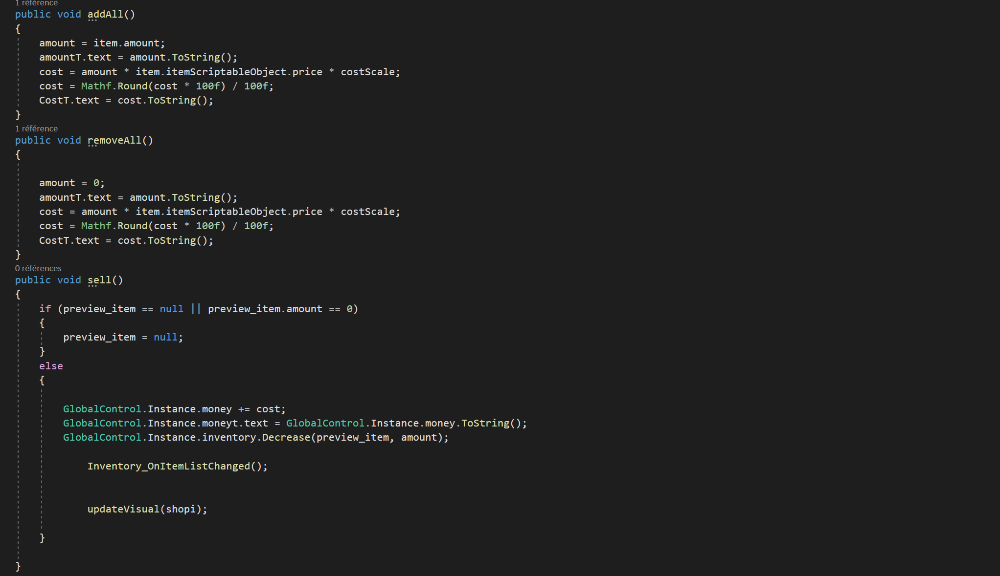 1 référence
public void addAll()
{
amount = item.amount;
amountT.text = amount.ToString();
cost = amount * item.itemScriptableObject.price * costScale;
cost = Mathf.Round(cost * 100f) / 100f;
CostT.text = cost.ToString();
}
1 référence
public void removeAll()
{
amount = 0;
amountT.text = amount.ToString();
cost = amount * item.itemScriptableObject.price * costScale;
cost = Mathf.Round(cost * 100f) / 100f;
CostT.text = cost.ToString();
}
0 références
public void sell()
{
if (preview_item == null || preview_item.amount == 0)
{
preview_item = null;
}
else
{
GlobalControl.Instance.money += cost;
GlobalControl.Instance.moneyt.text = GlobalControl.Instance.money.ToString();
GlobalControl.Instance.inventory.Decrease(preview_item, amount);
Inventory_OnItemListChanged();
updateVisual(shopi);
}
}